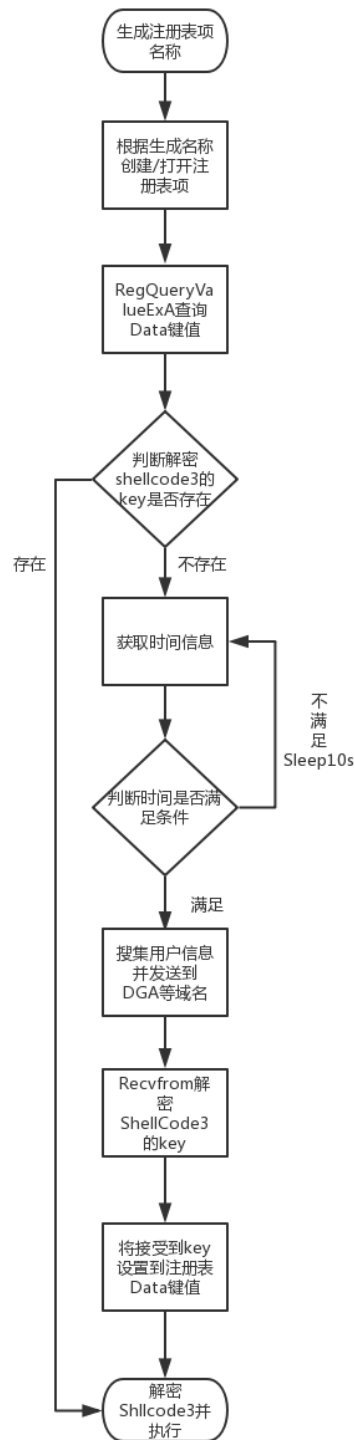 生成注册表项
名称
根据生成名称
创建/打开注
册表项
RegQueryVa
lueExA查询
Data键值
判断解密
shellcode3的
key是否存在
存在
不存在
获取时间信息
不
满
足
Sleep10s
判断时间是否满
足条件
满足
搜集用户信息
并发送到
DGA等域名
Recvfrom解
密
ShellCode3
的key
将接受到key
设置到注册表
Data键值
解密
Shllcode3并
执行